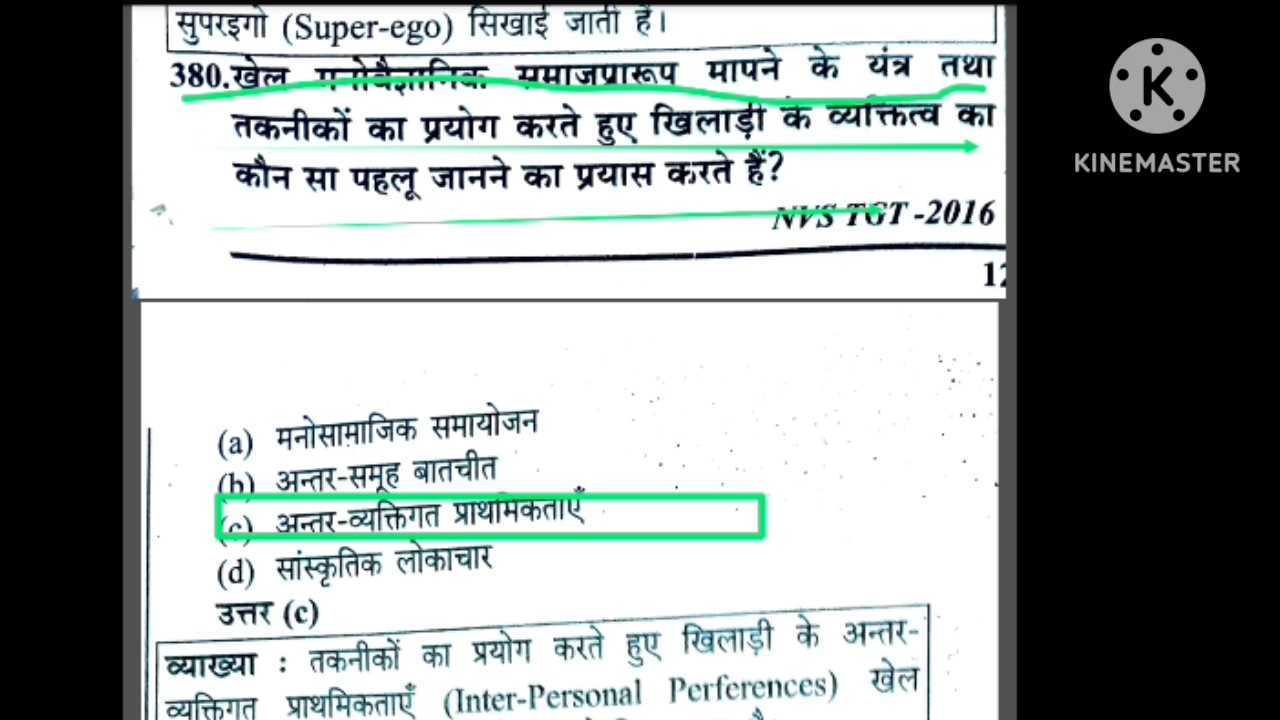 सुपरइगो (Super-ego) सिखाई जाती है।
380.खेल मनोवैज्ञानिक समाजप्रारूप मापने के यंत्र तथा
तकनीकों का प्रयोग करते हुए खिलाड़ी के व्यक्तित्व का
कौन सा पहलू जानने का प्रयास करते हैं?
NVS TGT -2016
12
(a) मनोसामाजिक समायोजन
(b) अन्तर-समूह बातचीत
(c) अन्तर-व्यक्तिगत प्राथमिकताएँ
(d) सांस्कृतिक लोकाचार
उत्तर (c)
व्याख्या : तकनीकों का प्रयोग करते हुए खिलाड़ी के अन्तर-
व्यक्तिगत प्राथमिकताएँ (Inter-Personal Perferences) खेल
K
KINEMASTER